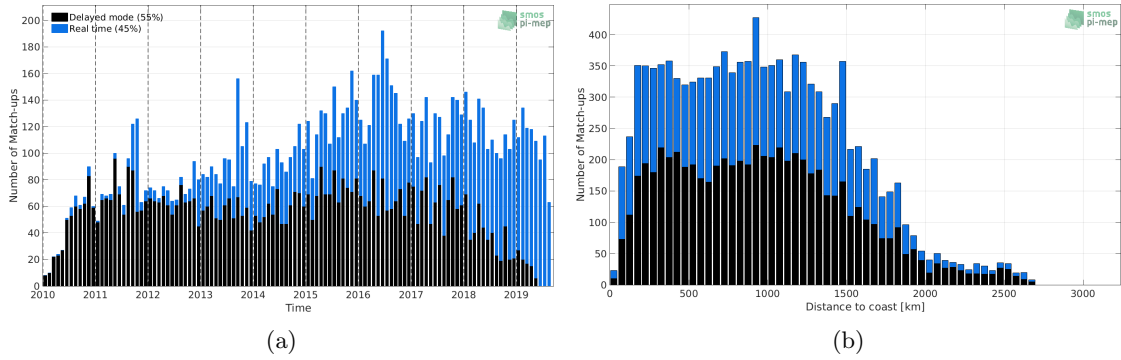 Delayed mode (55%)
Real time (45%)
smos
pi-mep
Number of Match-ups
200
180
160
140
120
100
80
60
40
20
0
2010 2011 2012 2013 2014 2015 2016 2017 2018 2019
Time
(a)
smos
pi-mep
Number of Match-ups
400
350
300
250
200
150
100
50
0
0 500 1000 1500 2000 2500 3000
Distance to coast [km]
(b)